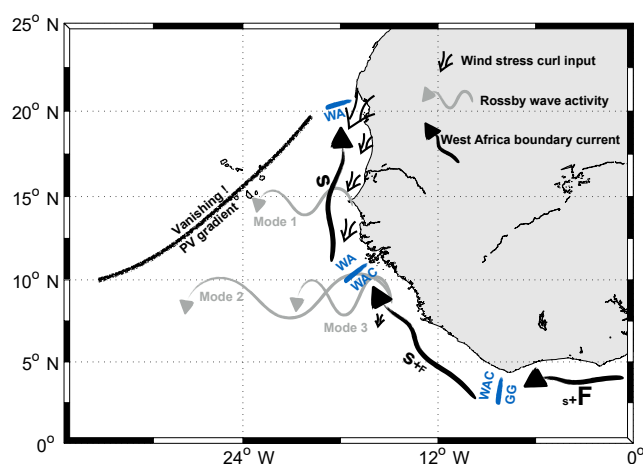 25° N
Wind stress curl input
20° N
WA
Rossby wave activity
West Africa boundary current
S
Vanishing !
PV gradient
15° N
Mode 1
WA
WAC
10° N
Mode 2
Mode 3
S+F
5° N
WAC
GG
s+F
0°
24° W
12° W
0°